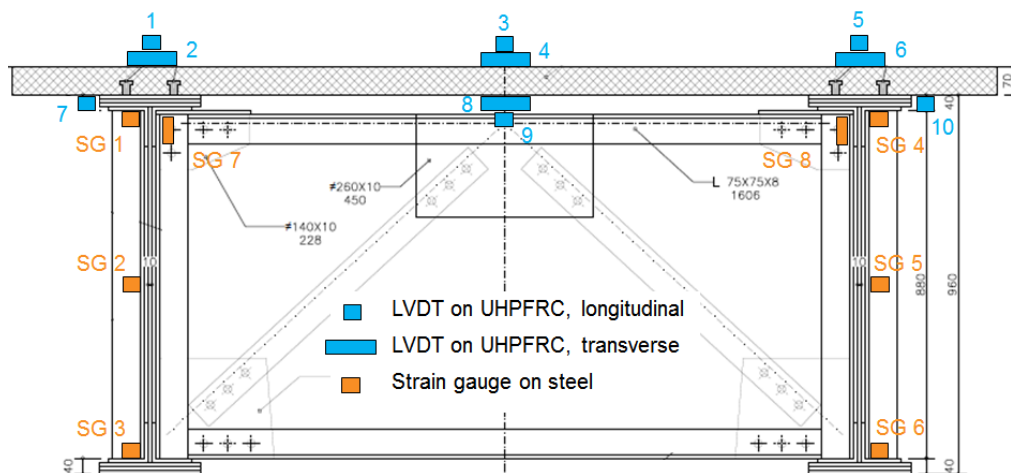 1
3
5
2
4
6
70
7
8
9
40
10
SG 1
SG 7
SG 8
SG 4
≠260X10
450
L 75X75X8
1606
≠140X10
228
SG 2
10
SG 5
10
880
960
LVDT on UHPFRC, longitudinal
LVDT on UHPFRC, transverse
Strain gauge on steel
SG 3
SG 6
40
40